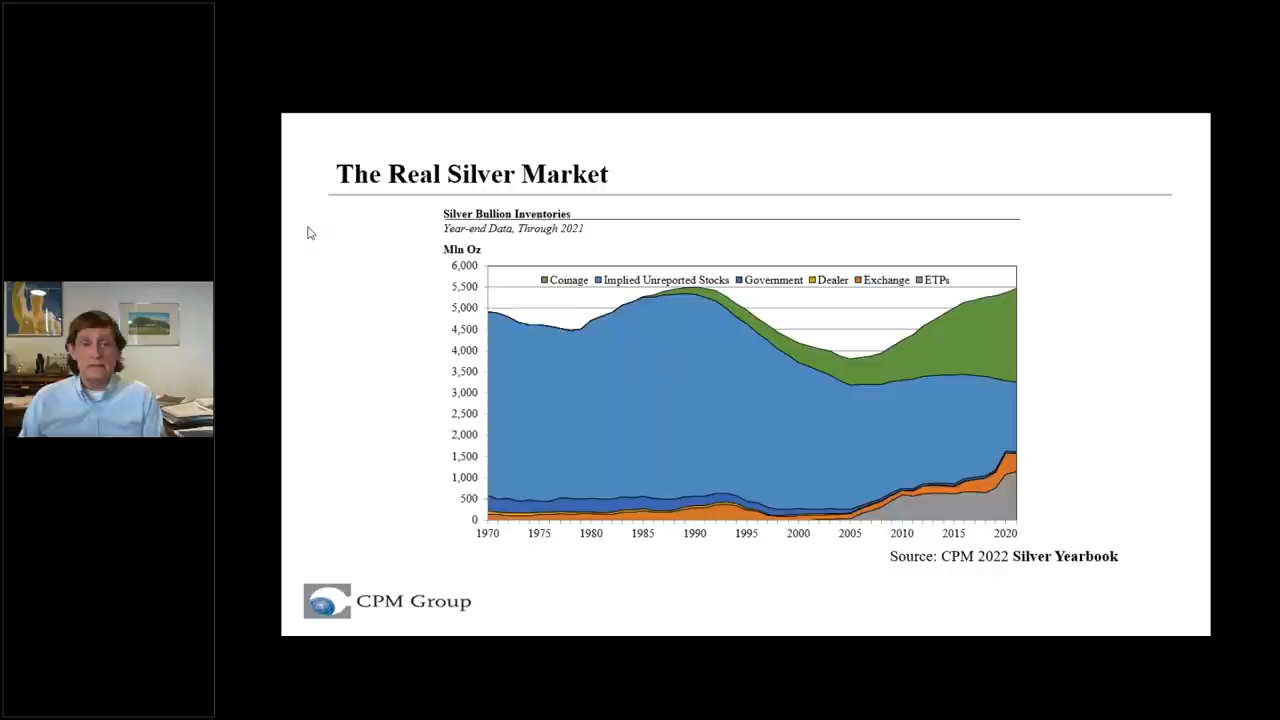 The Real Silver Market
Silver Bullion Inventories
Year-end Data, Through 2021
Mln Oz
6,000
5,500
5,000
4,500
4,000
3,500
3,000
2,500
2,000
1,500
1,000
500
0
Coinage Implied Unreported Stocks Government Dealer Exchange ETPs
1970 1975 1980 1985 1990 1995 2000 2005 2010 2015 2020
Source: CPM 2022 Silver Yearbook
CPM Group